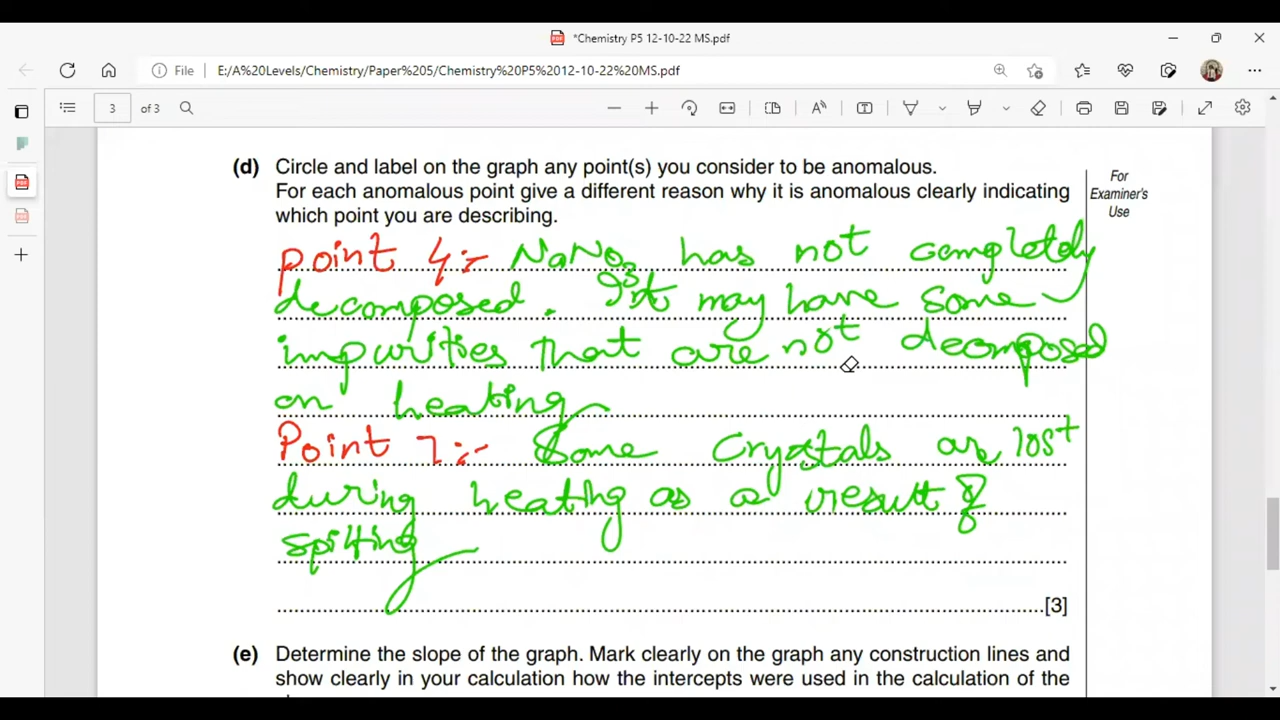 *Chemistry P5 12-10-22 MS.pdf
File E:/A%20Levels/Chemistry/Paper%205/Chemistry%20P5%2012-10-22%20MS.pdf
3 of 3
(d) Circle and label on the graph any point(s) you consider to be anomalous.
For each anomalous point give a different reason why it is anomalous clearly indicating
which point you are describing.
For
Examiner's
Use
Point 4:- NaNO3 has not completely
decomposed. It may have some
impurities that are not decomposed
on heating
Point 7:- Some Crystals are lost
during heating as a result of
spitting
[3]
(e) Determine the slope of the graph. Mark clearly on the graph any construction lines and
show clearly in your calculation how the intercepts were used in the calculation of the